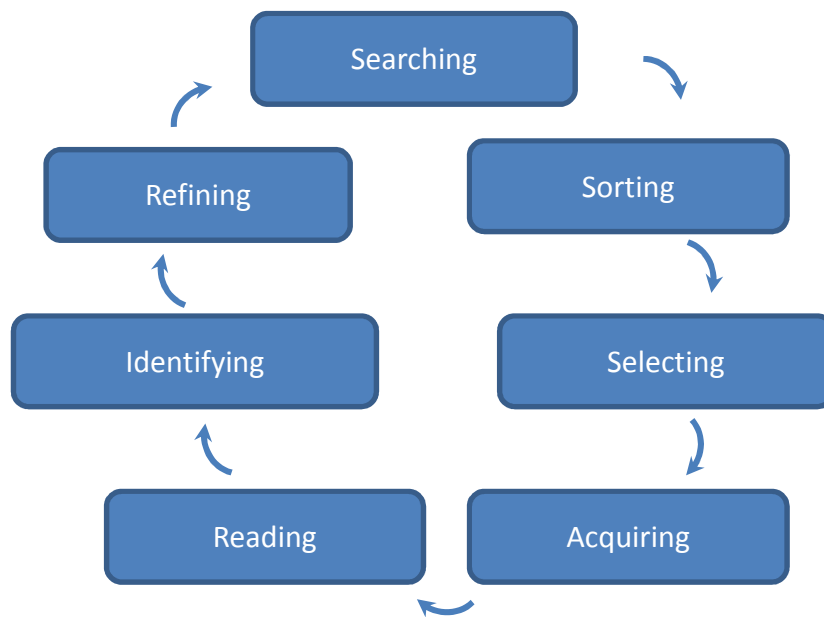 Searching
Sorting
Selecting
Acquiring
Reading
Identifying
Refining